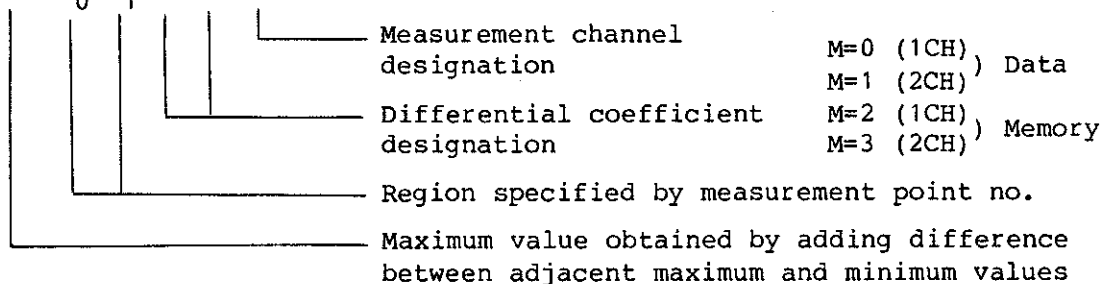 Measurement channel
designation
M=0 (1CH)
M=1 (2CH)
) Data
Differential coefficient
designation
M=2 (1CH)
M=3 (2CH)
) Memory
Region specified by measurement point no.
Maximum value obtained by adding difference
between adjacent maximum and minimum values